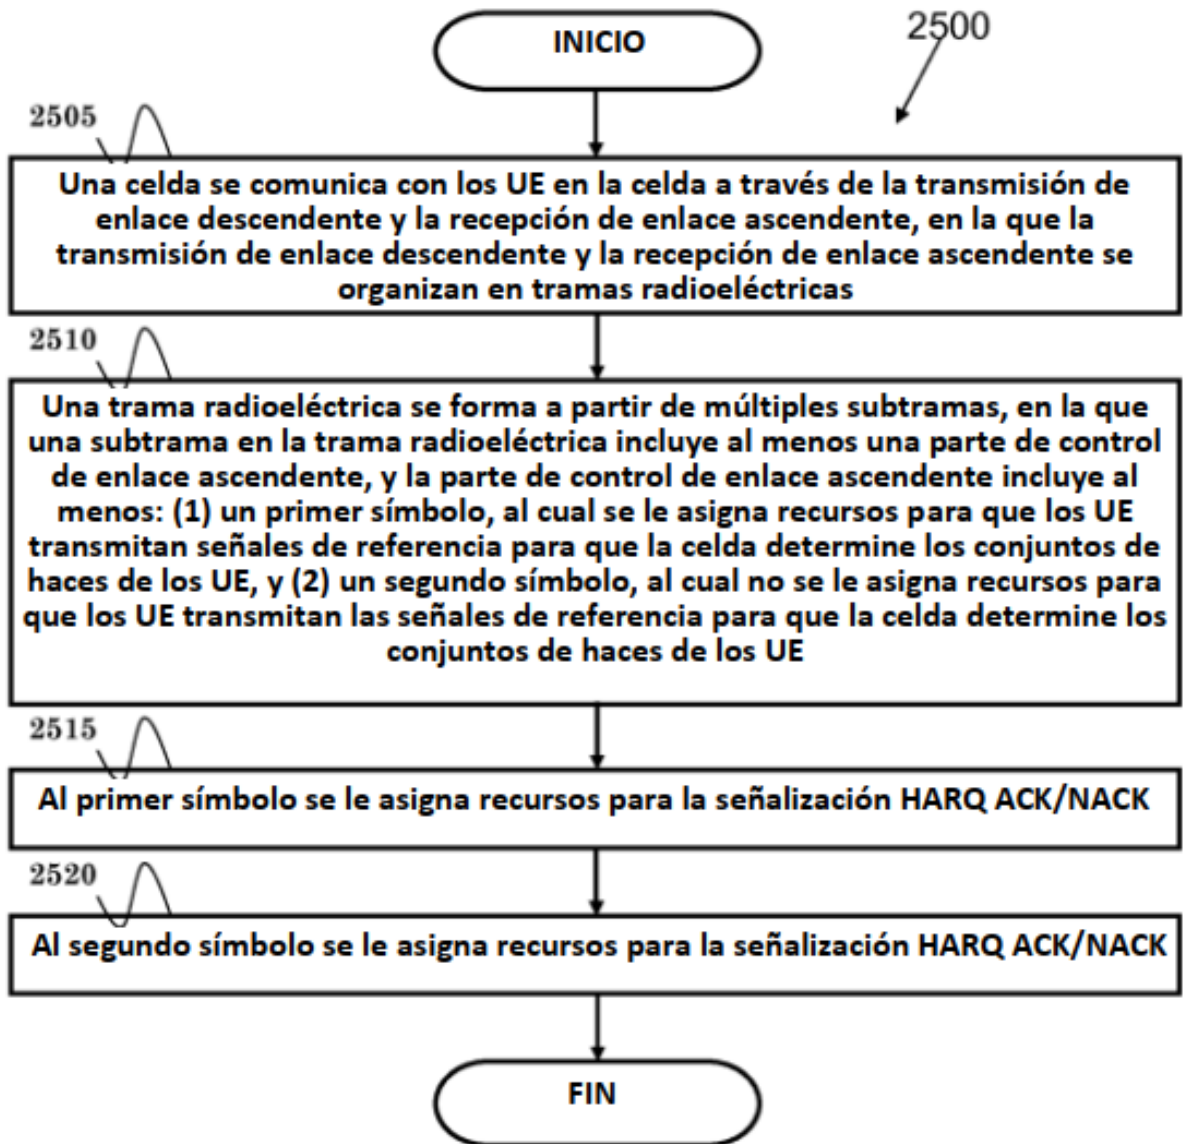 INICIO
2500
2505
Una celda se comunica con los UE en la celda a través de la transmisión de
enlace descendente y la recepción de enlace ascendente, en la que la
transmisión de enlace descendente y la recepción de enlace ascendente se
organizan en tramas radioeléctricas
2510
Una trama radioeléctrica se forma a partir de múltiples subtramas, en la que
una subtrama en la trama radioeléctrica incluye al menos una parte de control
de enlace ascendente, y la parte de control de enlace ascendente incluye al
menos: (1) un primer símbolo, al cual se le asigna recursos para que los UE
transmitan señales de referencia para que la celda determine los conjuntos de
haces de los UE, y (2) un segundo símbolo, al cual no se le asigna recursos para
que los UE transmitan las señales de referencia para que la celda determine los
conjuntos de haces de los UE
2515
Al primer símbolo se le asigna recursos para la señalización HARQ ACK/NACK
2520
Al segundo símbolo se le asigna recursos para la señalización HARQ ACK/NACK
FIN